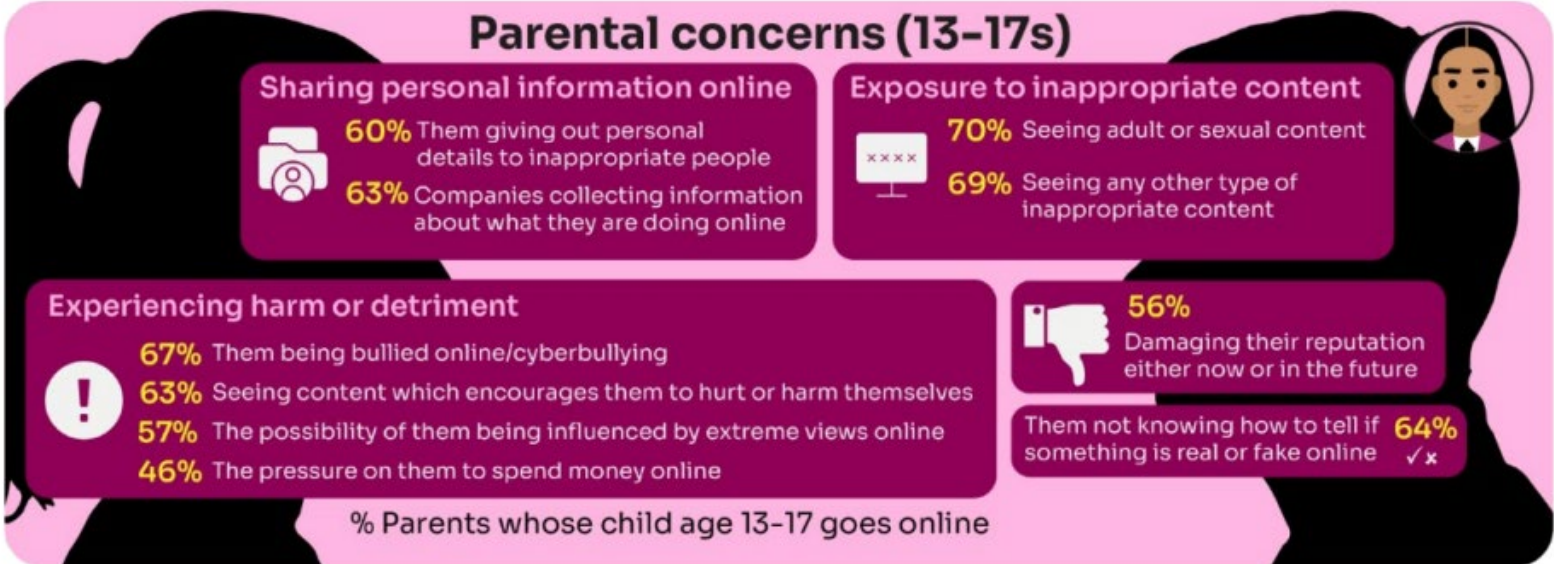 Parental concerns (13-17s)
Sharing personal information online
60% Them giving out personal
details to inappropriate people
63% Companies collecting information
about what they are doing online
Exposure to inappropriate content
xxxx
70% Seeing adult or sexual content
69% Seeing any other type of
inappropriate content
Experiencing harm or detriment
!
67% Them being bullied online/cyberbullying
63% Seeing content which encourages them to hurt or harm themselves
57% The possibility of them being influenced by extreme views online
46% The pressure on them to spend money online
56%
Damaging their reputation
either now or in the future
Them not knowing how to tell if
something is real or fake online
64%
✓x
% Parents whose child age 13-17 goes online